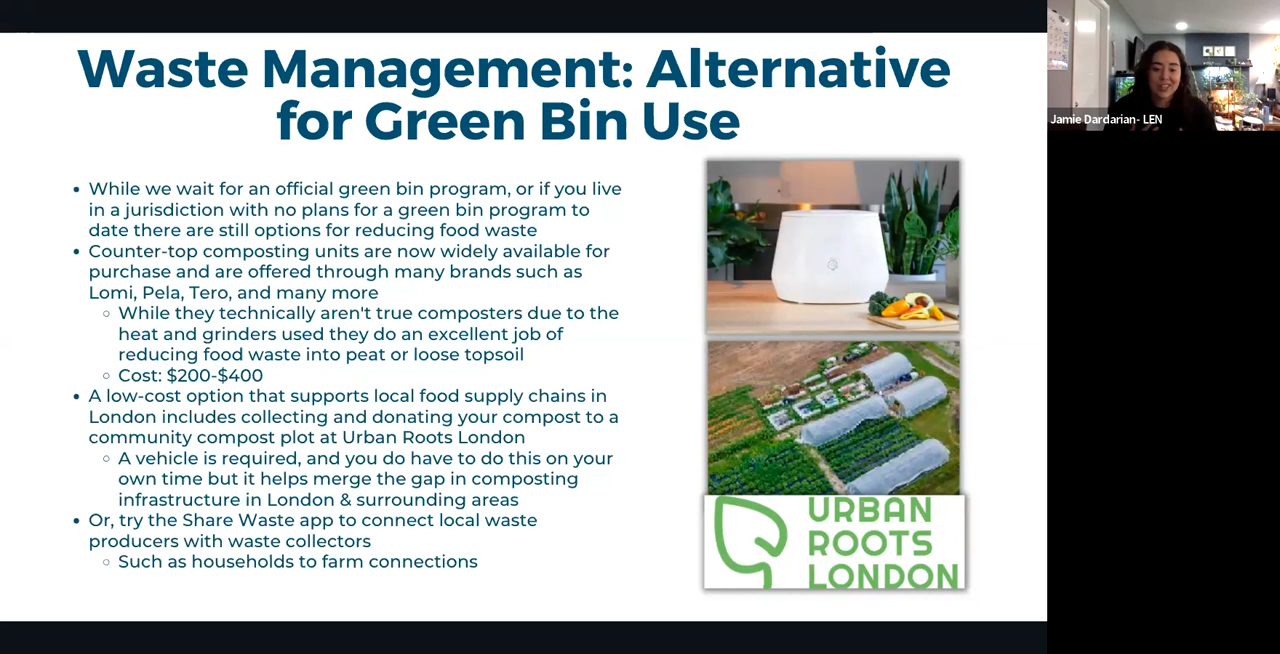 Waste Management: Alternative
for Green Bin Use
While we wait for an official green bin program, or if you live
in a jurisdiction with no plans for a green bin program to
date there are still options for reducing food waste
Counter-top composting units are now widely available for
purchase and are offered through many brands such as
Lomi, Pela, Tero, and many more
While they technically aren't true composters due to the
heat and grinders used they do an excellent job of
reducing food waste into peat or loose topsoil
Cost: $200-$400
A low-cost option that supports local food supply chains in
London includes collecting and donating your compost to a
community compost plot at Urban Roots London
A vehicle is required, and you do have to do this on your
own time but it helps merge the gap in composting
infrastructure in London & surrounding areas
Or, try the Share Waste app to connect local waste
producers with waste collectors
Such as households to farm connections
URBAN
ROOTS
LONDON
Jamie Dardarian- LEN